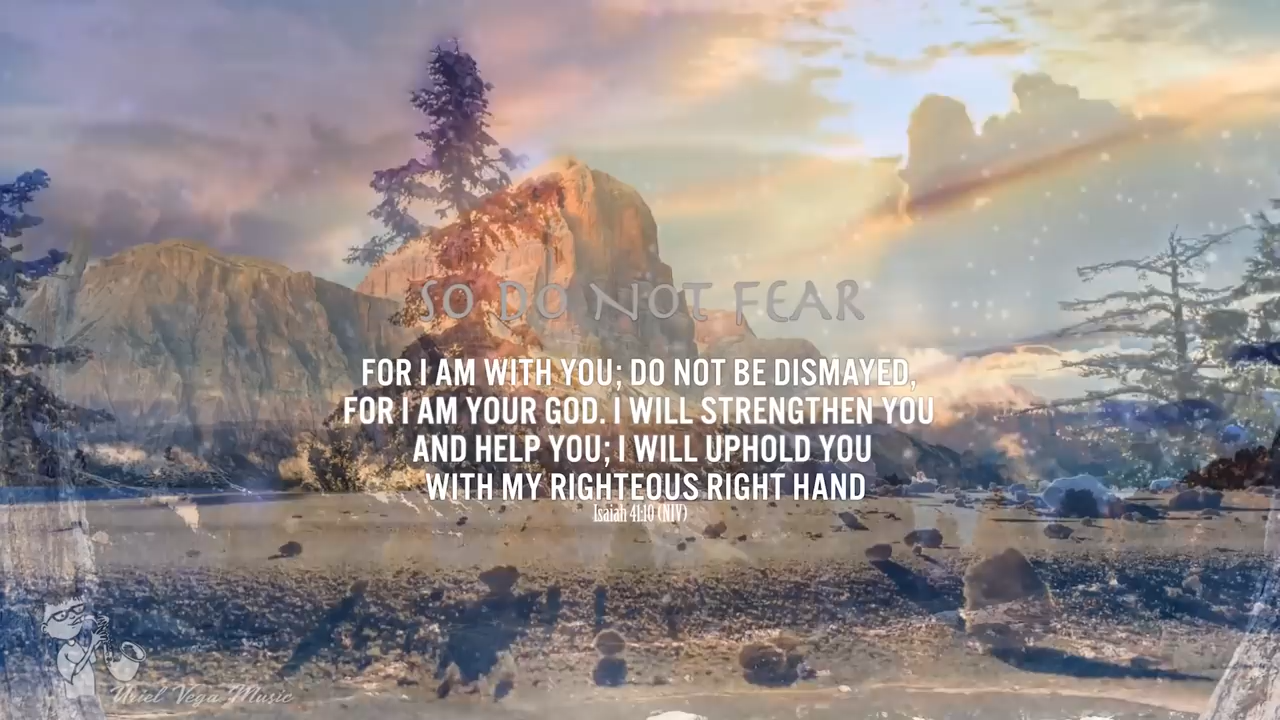 SO DO NOT FEAR
FOR I AM WITH YOU; DO NOT BE DISMAYED,
FOR I AM YOUR GOD. I WILL STRENGTHEN YOU
AND HELP YOU; I WILL UPHOLD YOU
WITH MY RIGHTEOUS RIGHT HAND
Isaiah 41:10 (NIV)
Uriel Vega Music